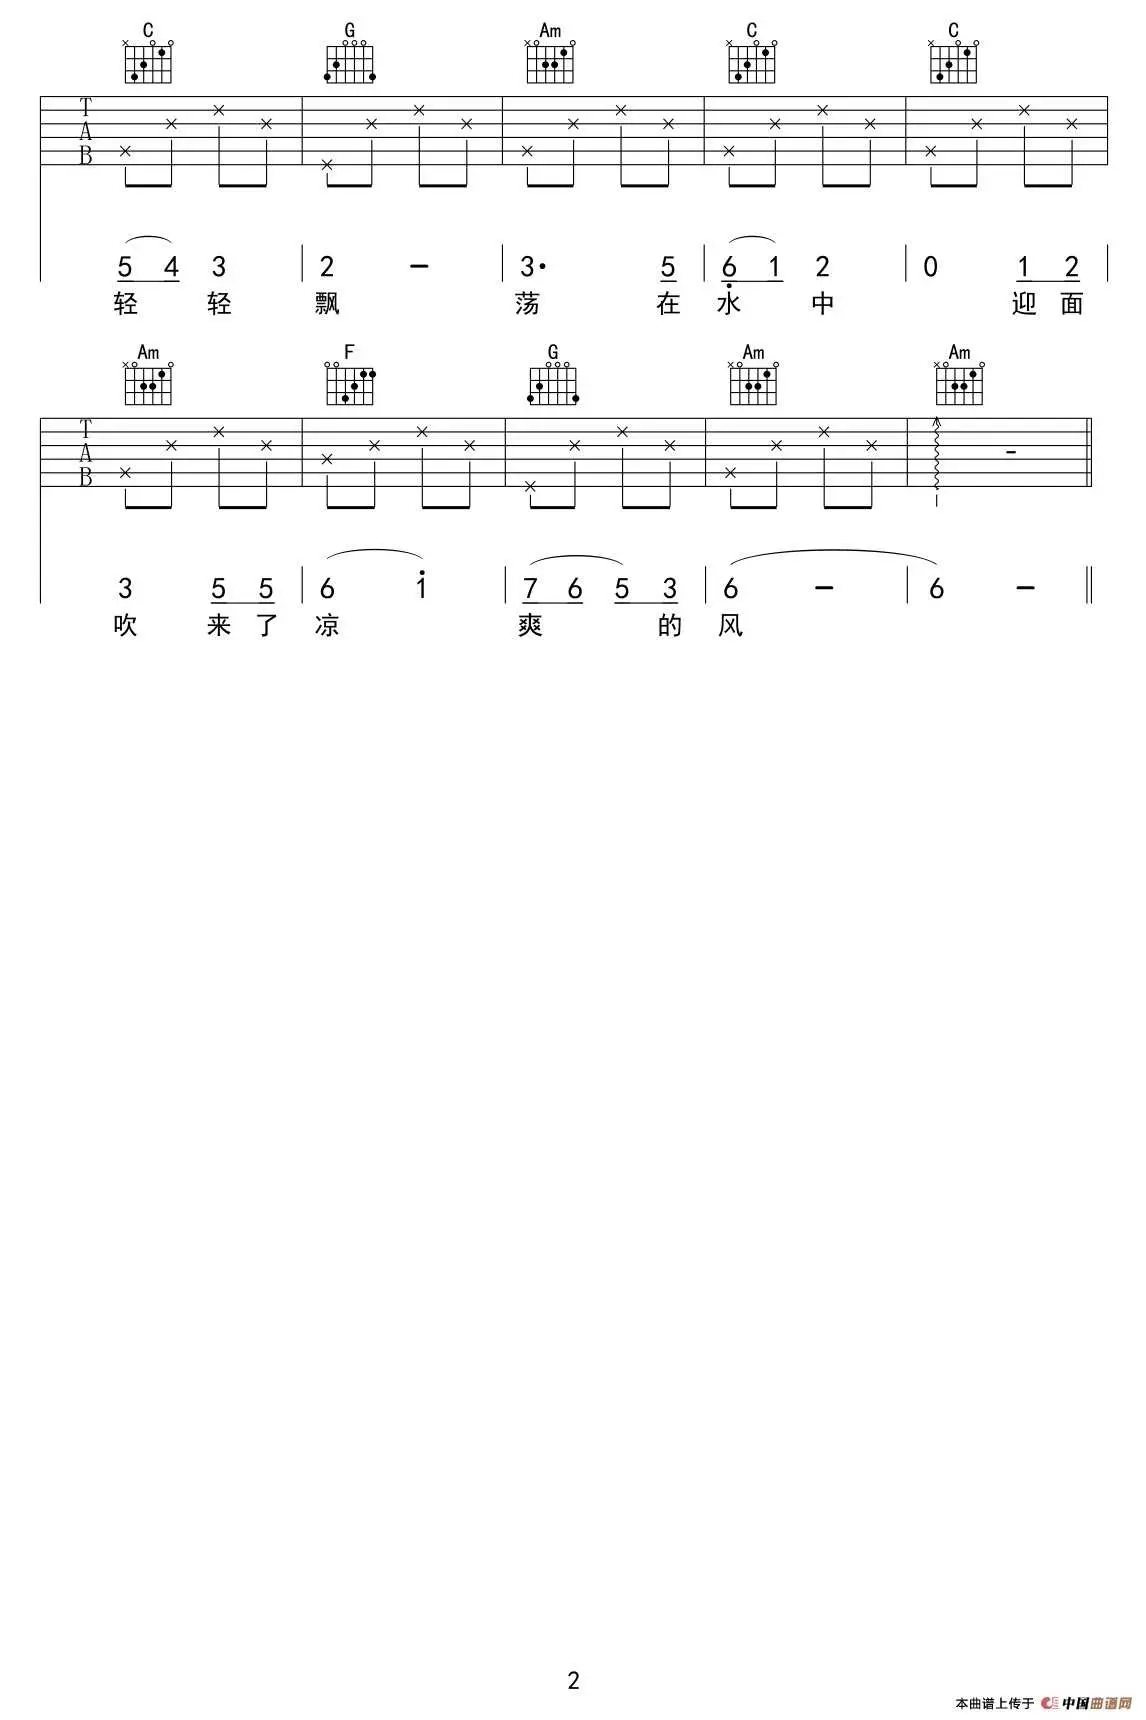 C G Am C C
T
A
B
5 4 3 2 – 3· 5 6̣ 1 2 0 1 2
轻 轻 飘 荡 在 水 中 迎 面
Am F G Am Am
T
A
B
3 5 5 6 1̇ 7 6 5 3 6 – 6 –
吹 来 了 凉 爽 的 风
2
本曲谱上传于 中国曲谱网